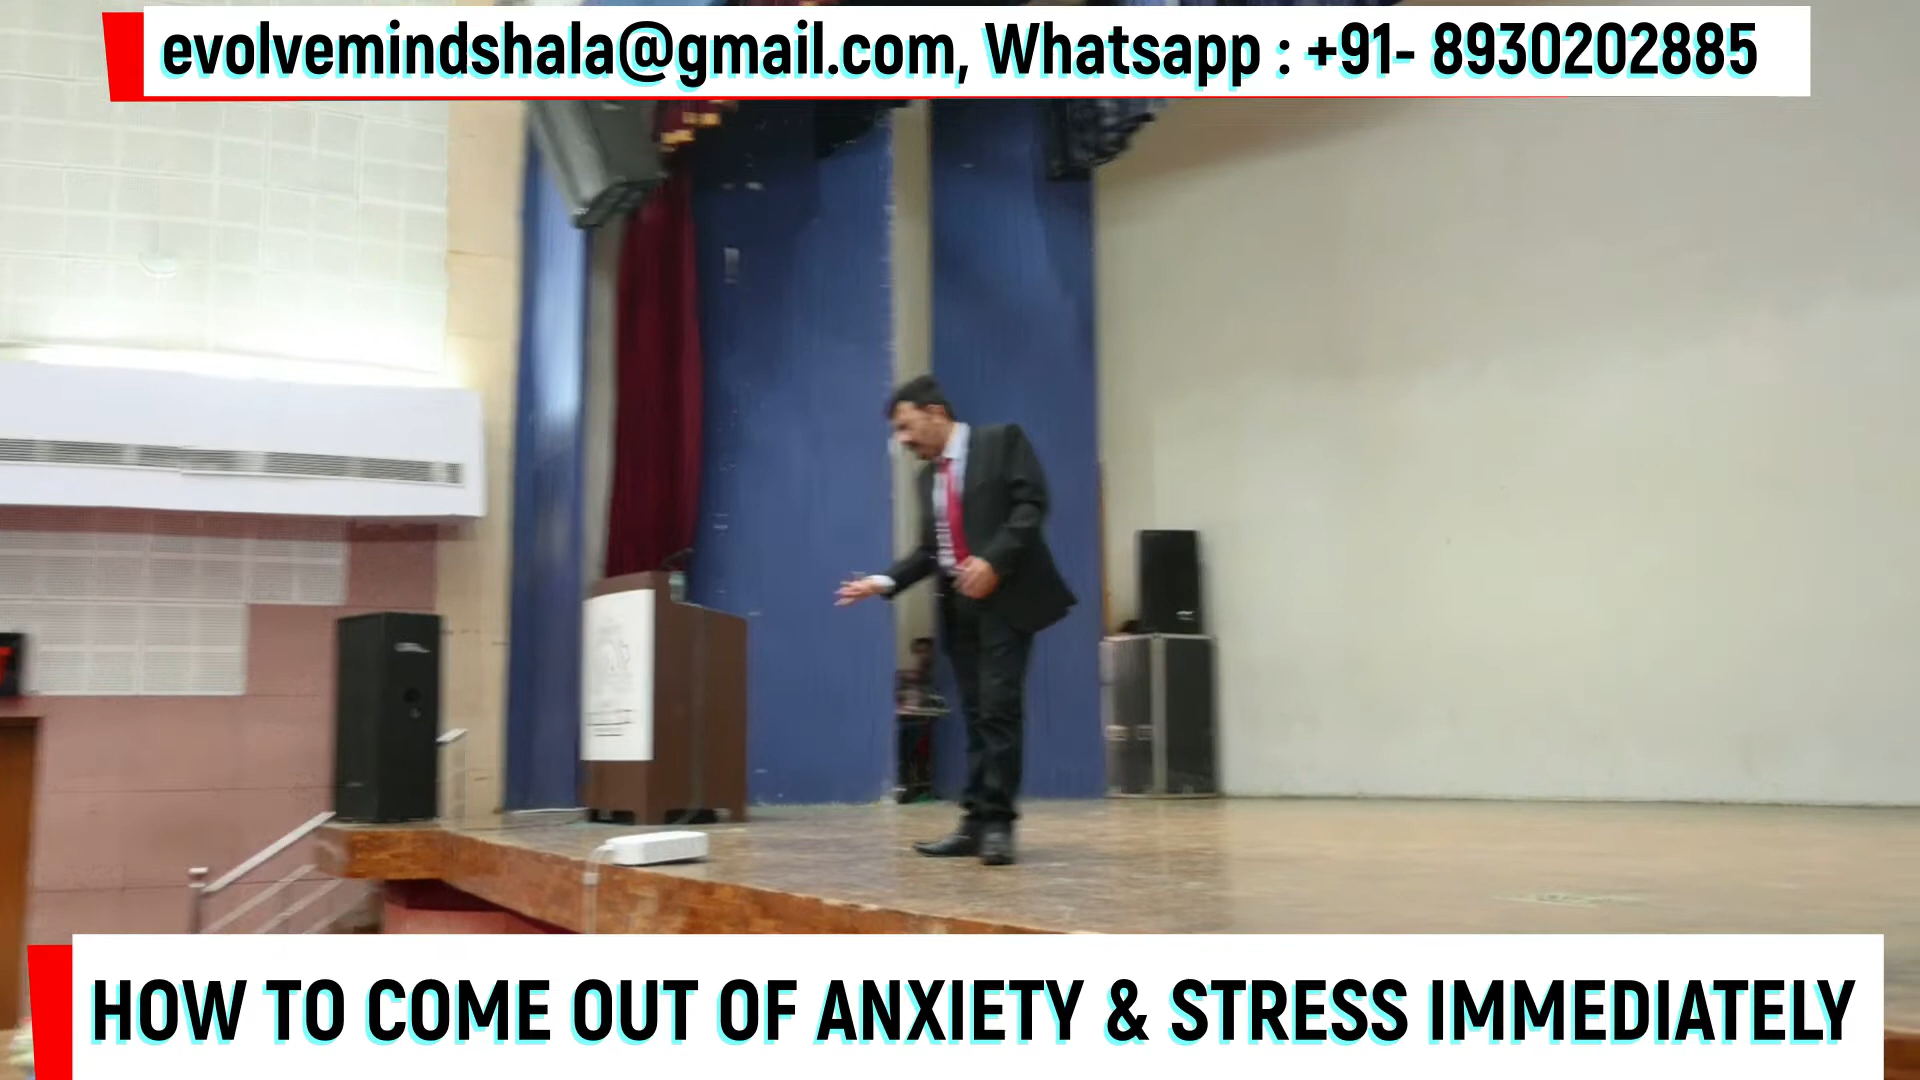 evolvemindshala@gmail.com, Whatsapp : +91- 8930202885
HOW TO COME OUT OF ANXIETY & STRESS IMMEDIATELY